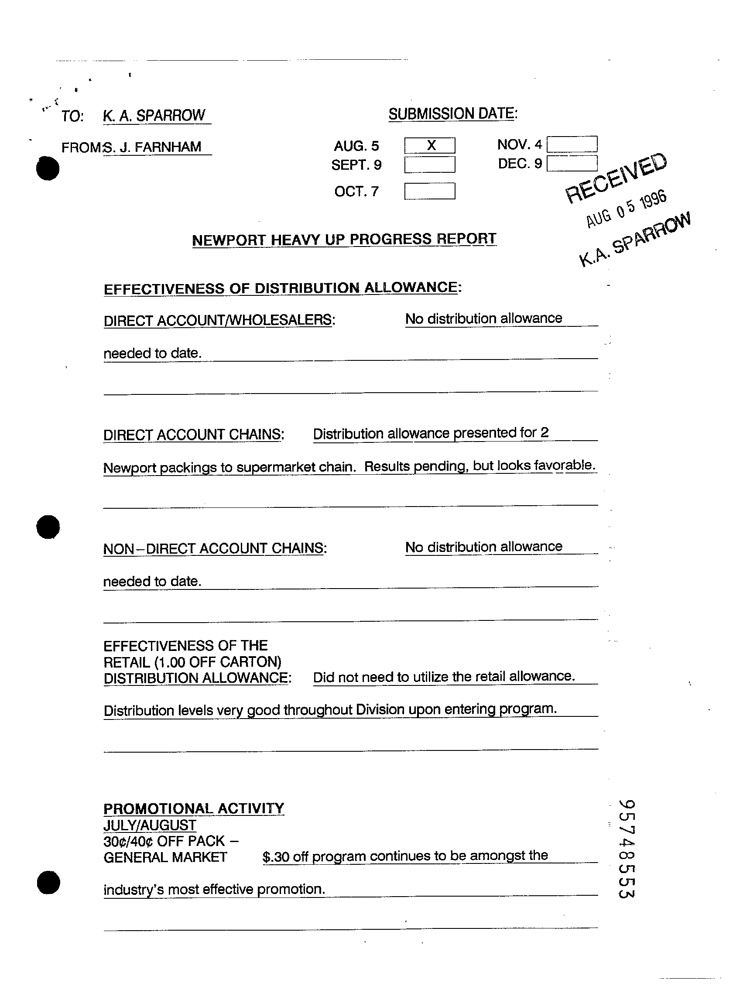 TO: K. A. SPARROW
SUBMISSION DATE:
FROM: S. J. FARNHAM
AUG. 5 X NOV. 4
SEPT. 9 DEC. 9
OCT. 7
RECEIVED
AUG 05 1996
K.A. SPARROW
NEWPORT HEAVY UP PROGRESS REPORT
EFFECTIVENESS OF DISTRIBUTION ALLOWANCE:
DIRECT ACCOUNT/WHOLESALERS: No distribution allowance
needed to date.
DIRECT ACCOUNT CHAINS: Distribution allowance presented for 2
Newport packings to supermarket chain. Results pending, but looks favorable.
NON-DIRECT ACCOUNT CHAINS: No distribution allowance
needed to date.
EFFECTIVENESS OF THE
RETAIL (1.00 OFF CARTON)
DISTRIBUTION ALLOWANCE: Did not need to utilize the retail allowance.
Distribution levels very good throughout Division upon entering program.
PROMOTIONAL ACTIVITY
JULY/AUGUST
30¢/40¢ OFF PACK –
GENERAL MARKET $.30 off program continues to be amongst the
industry's most effective promotion.
95748553